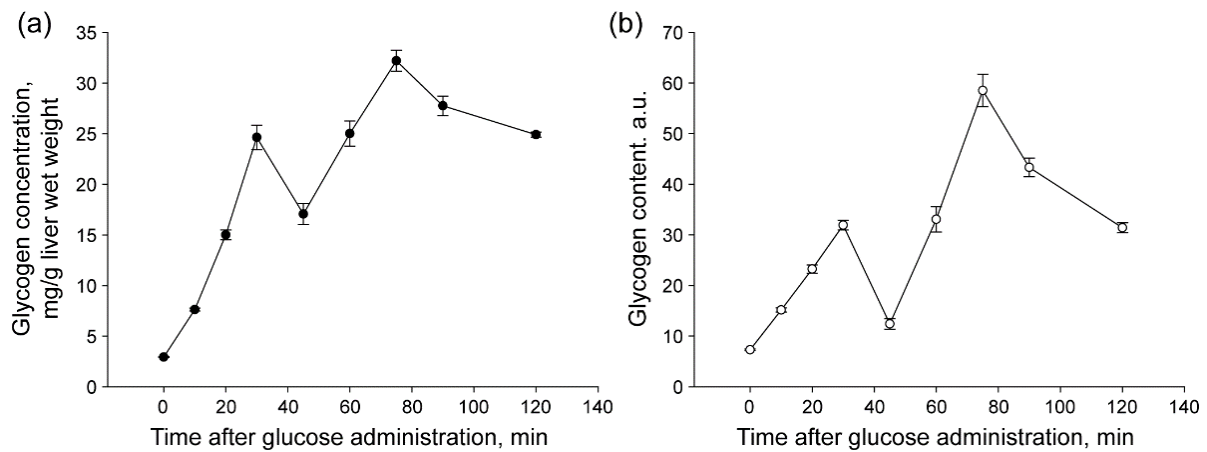 (a)
35
30
25
20
15
10
5
0
Glycogen concentration,
mg/g liver wet weight
0 20 40 60 80 100 120 140
Time after glucose administration, min
(b)
70
60
50
40
30
20
10
0
Glycogen content. a.u.
0 20 40 60 80 100 120 140
Time after glucose administration, min